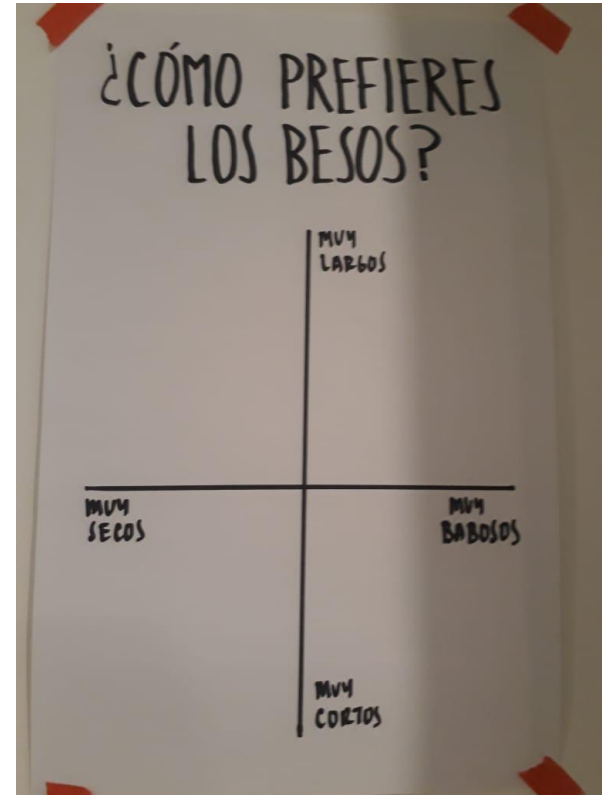 ¿CÓMO PREFIERES
LOS BESOS?
MUY
LARGOS
MUY
SECOS
MUY
BABOSOS
MUY
CORTOS